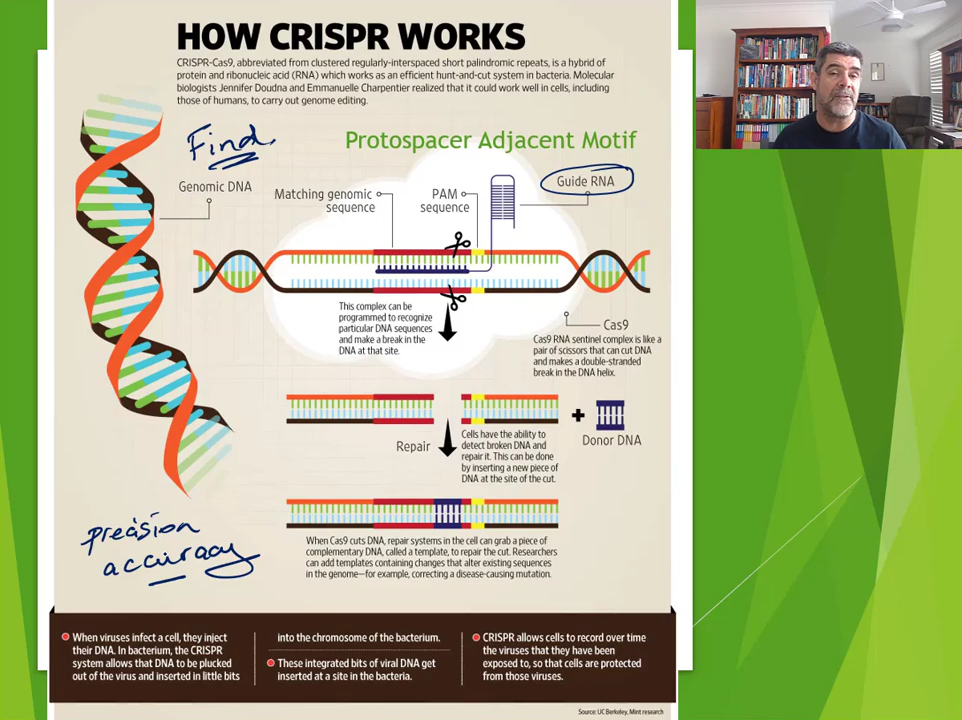 HOW CRISPR WORKS
CRISPR-Cas9, abbreviated from clustered regularly-interspaced short palindromic repeats, is a hybrid of
protein and ribonucleic acid (RNA) which works as an efficient hunt-and-cut system in bacteria. Molecular
biologists Jennifer Doudna and Emmanuelle Charpentier realized that it could work well in cells, including
those of humans, to carry out genome editing.
Find
Protospacer Adjacent Motif
Genomic DNA
Matching genomic
sequence
PAM
sequence
Guide RNA
This complex can be
programmed to recognize
particular DNA sequences
and make a break in the
DNA at that site.
Cas9
Cas9 RNA sentinel complex is like a
pair of scissors that can cut DNA
and makes a double-stranded
break in the DNA helix.
Repair
Cells have the ability to
detect broken DNA and
repair it. This can be done
by inserting a new piece of
DNA at the site of the cut.
+
Donor DNA
precision
accuracy
When Cas9 cuts DNA, repair systems in the cell can grab a piece of
complementary DNA, called a template, to repair the cut. Researchers
can add templates containing changes that alter existing sequences
in the genome—for example, correcting a disease-causing mutation.
When viruses infect a cell, they inject
their DNA. In bacterium, the CRISPR
system allows that DNA to be plucked
out of the virus and inserted in little bits
into the chromosome of the bacterium.
These integrated bits of viral DNA get
inserted at a site in the bacteria.
CRISPR allows cells to record over time
the viruses that they have been
exposed to, so that cells are protected
from those viruses.
Source: UC Berkeley, Mint research